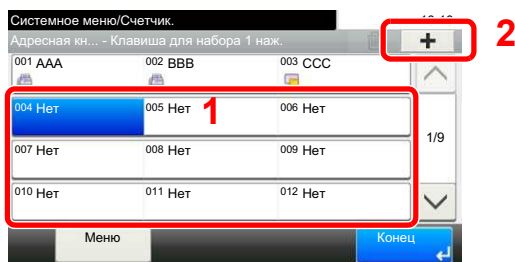 Системное меню/Счетчик.
Адресная кн... - Клавиша для набора 1 наж.
+
2
001 AAA
002 BBB
003 CCC
004 Нет
005 Нет
1
006 Нет
1/9
007 Нет
008 Нет
009 Нет
010 Нет
011 Нет
012 Нет
Меню
Конец